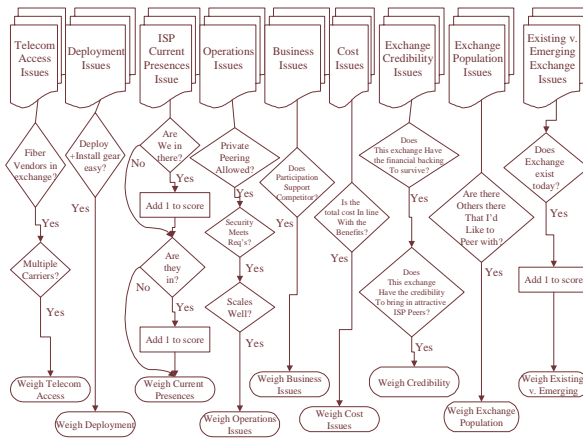 Telecom
Access Issues
Deployment
Issues
ISP
Current
Presences
Issue
Operations
Issues
Business
Issues
Cost
Issues
Exchange
Credibility
Issues
Exchange
Population
Issues
Existing v.
Emerging
Exchange
Issues
Fiber
Vendors in
exchange?
Yes
Multiple
Carriers?
Yes
Weigh Telecom
Access
Deploy
+Install gear
easy?
Yes
Weigh Deployment
Are
We in
there?
No
Yes
Add 1 to score
Are
they
in?
No
Yes
Add 1 to score
Weigh Current
Presences
Private
Peering
Allowed?
Yes
Security
Meets
Req's?
Yes
Scales
Well?
Yes
Weigh Operations
Issues
Does
Participation
Support
Competitor?
Yes
Weigh Business
Issues
Is the
total cost In line
With the
Benefits?
Yes
Weigh Cost
Issues
Does
This exchange Have
the financial backing
To survive?
Yes
Does
This exchange
Have the credibility
To bring in attractive
ISP Peers?
Yes
Weigh Credibility
Are there
Others there
That I'd
Like to
Peer with?
Yes
Weigh Exchange
Population
Does
Exchange
exist
today?
Yes
Add 1 to score
Weigh Existing
v. Emerging